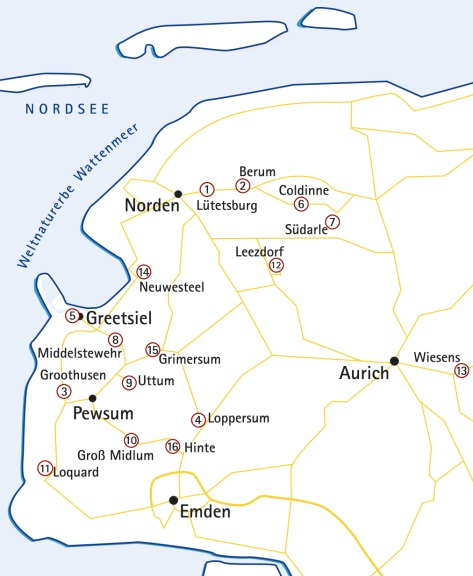 NORDSEE
Weltnaturerbe Wattenmeer
Berum
1
2
Coldinne
Norden
Lütetsburg
6
Südarle
7
Leezdorf
12
14
Neuwesteel
5
Greetsiel
8
Middelstewehr
15
Grimersum
Wiesens
Aurich
13
Groothusen
9
Uttum
3
Pewsum
4
Loppersum
10
16
Hinte
Groß Midlum
11
Loquard
Emden